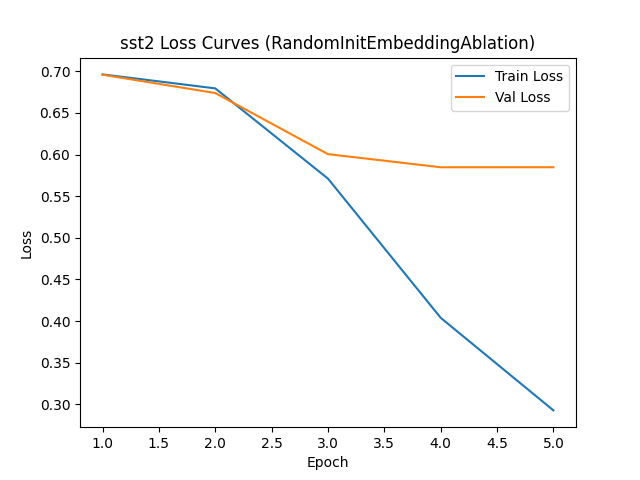 sst2 Loss Curves (RandomInitEmbeddingAblation)
Train Loss
Val Loss
0.70
0.65
0.60
0.55
0.50
0.45
0.40
0.35
0.30
Loss
1.0 1.5 2.0 2.5 3.0 3.5 4.0 4.5 5.0
Epoch